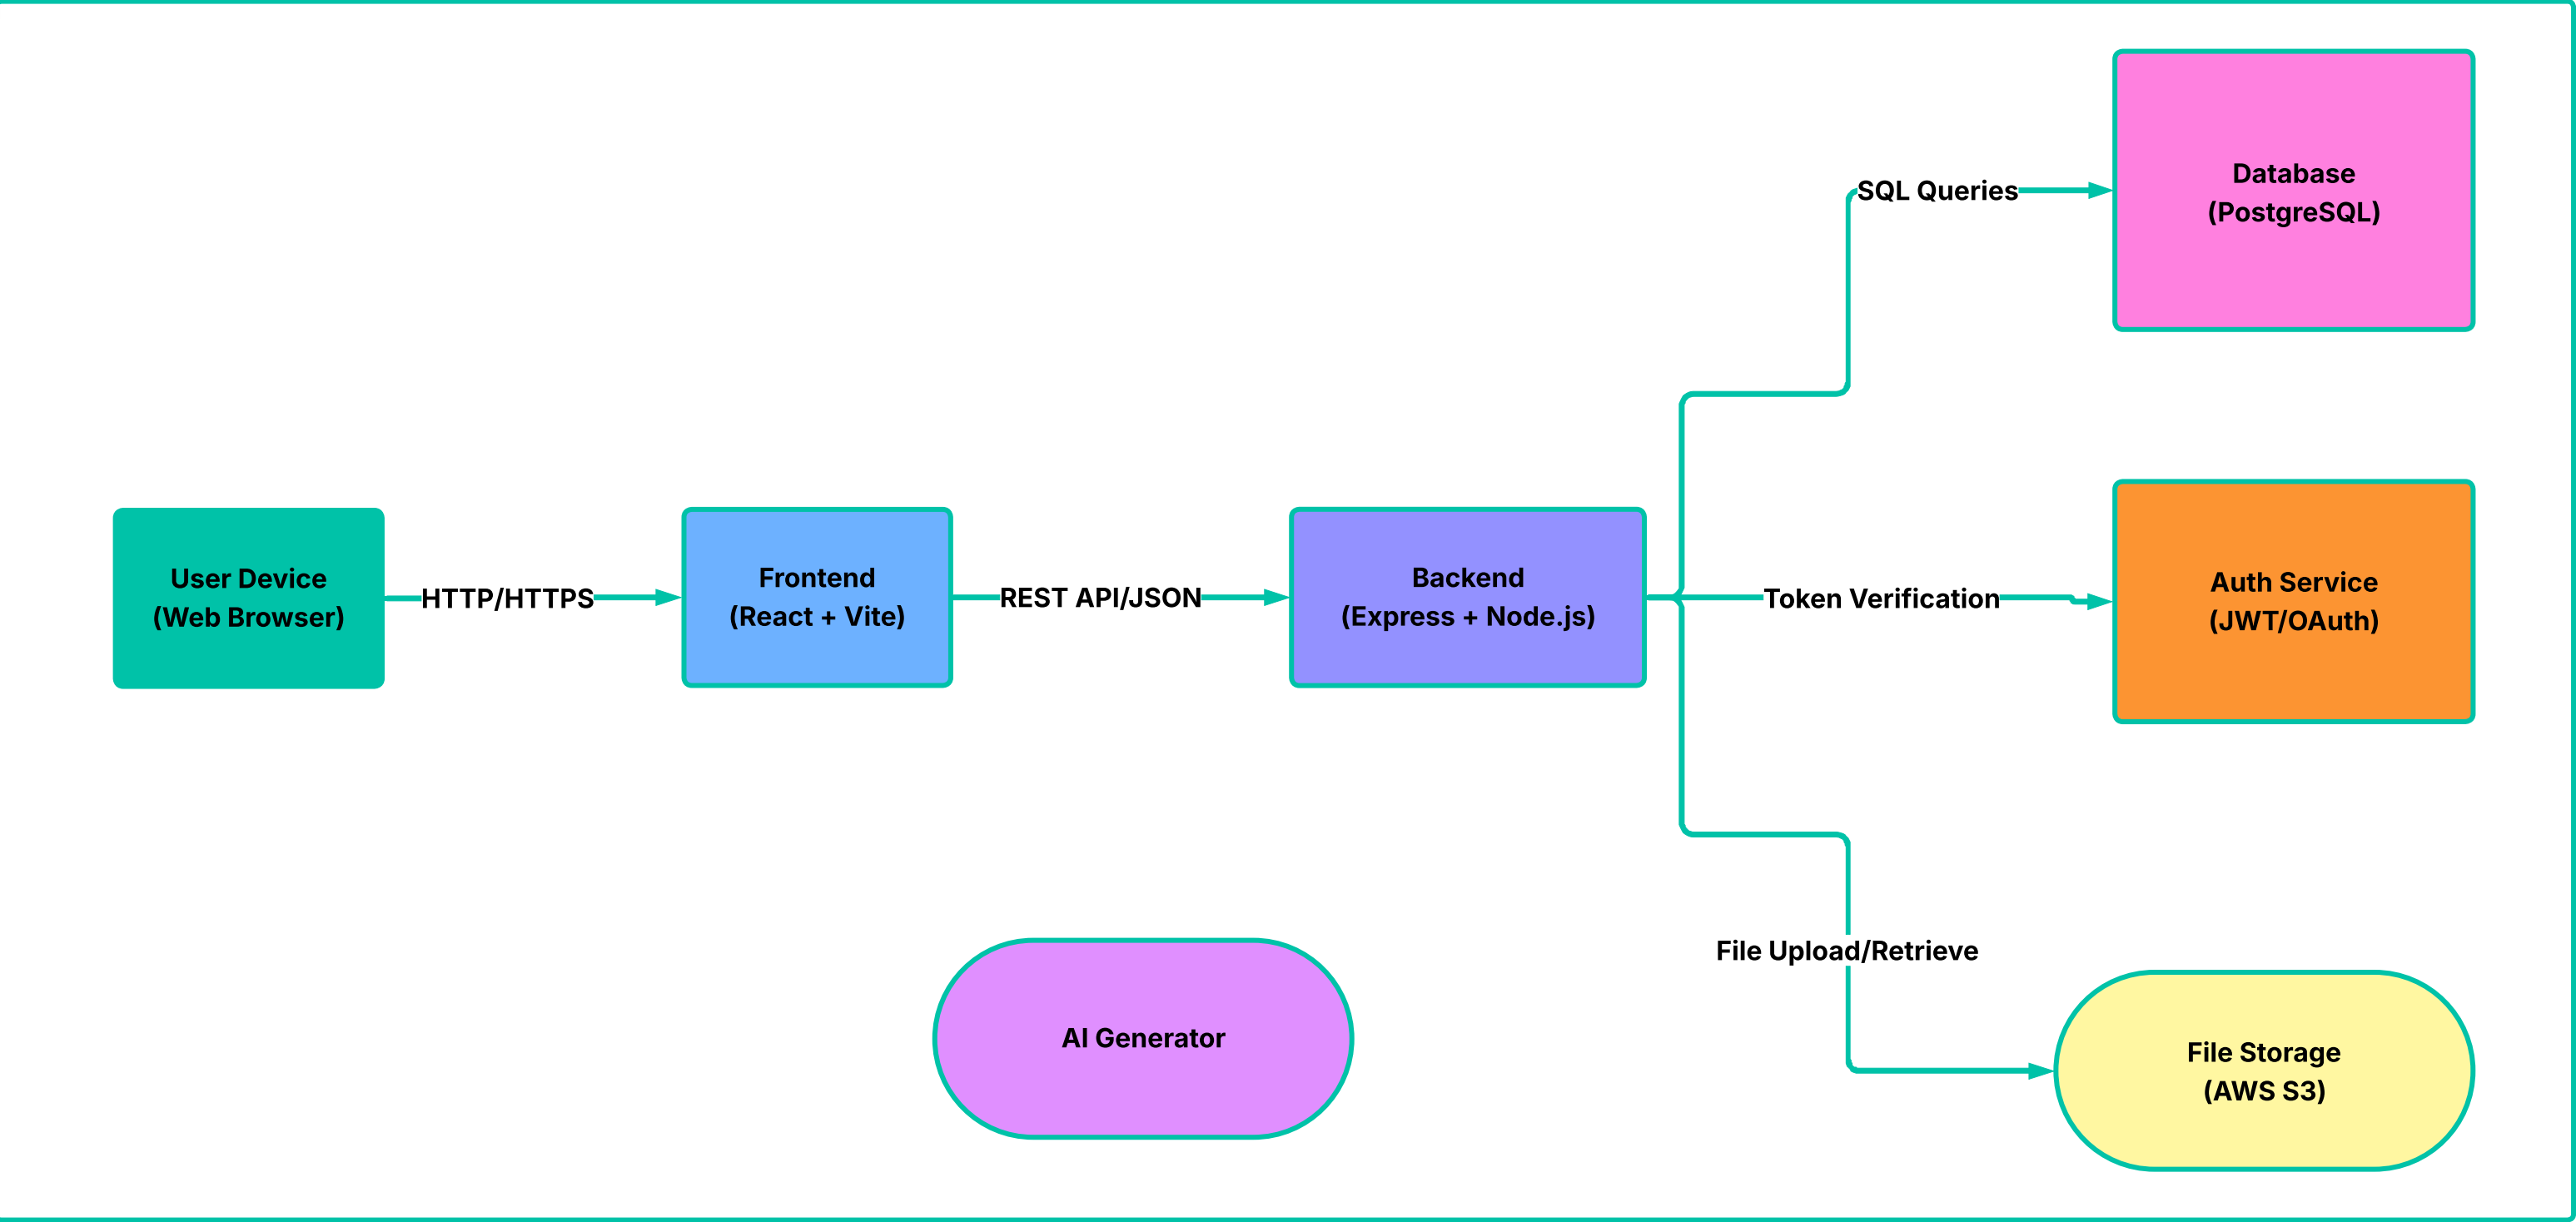 User Device
(Web Browser)
HTTP/HTTPS
Frontend
(React + Vite)
REST API/JSON
Backend
(Express + Node.js)
SQL Queries
Database
(PostgreSQL)
Token Verification
Auth Service
(JWT/OAuth)
File Upload/Retrieve
File Storage
(AWS S3)
AI Generator